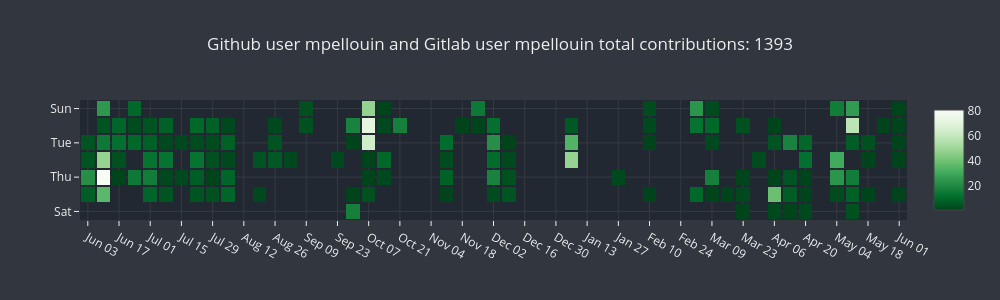 Github user mpellouin and Gitlab user mpellouin total contributions: 1393
Sun
Tue
Thu
Sat
80
60
40
20
Jun 03
Jun 17
Jul 01
Jul 15
Jul 29
Aug 12
Aug 26
Sep 09
Sep 23
Oct 07
Oct 21
Nov 04
Nov 18
Dec 02
Dec 16
Dec 30
Jan 13
Jan 27
Feb 10
Feb 24
Mar 09
Mar 23
Apr 06
Apr 20
May 04
May 18
Jun 01